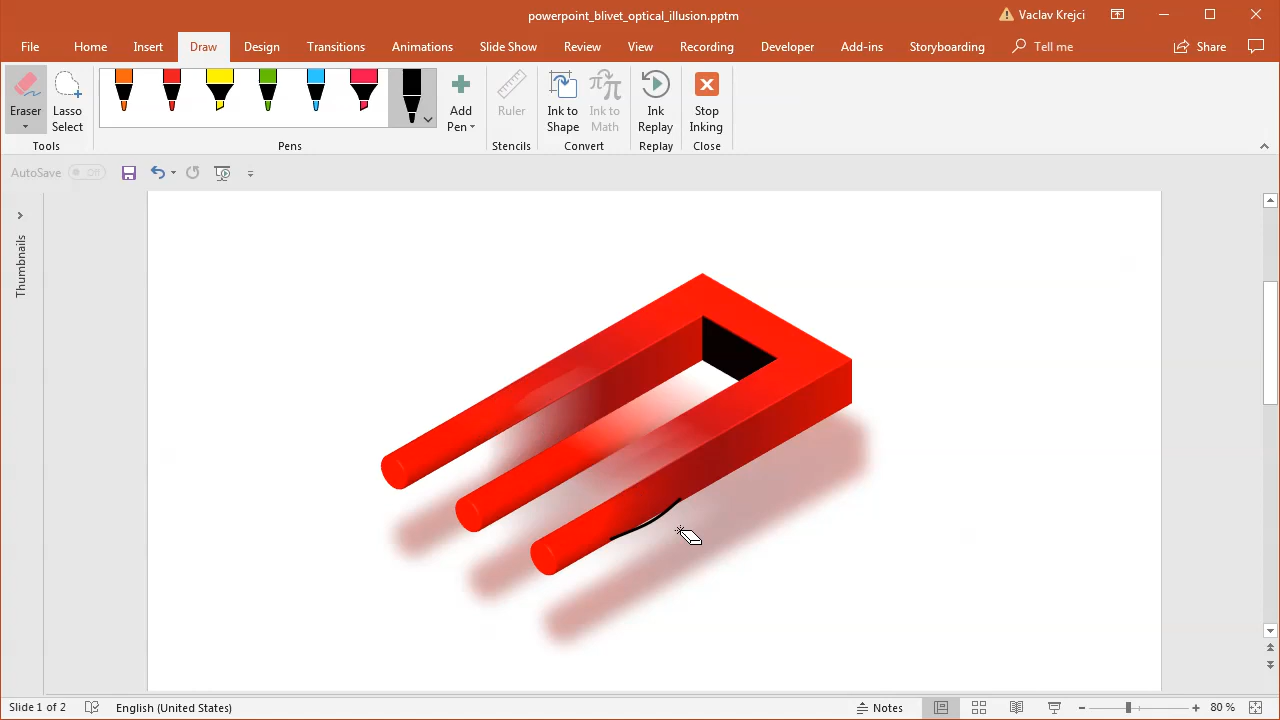 powerpoint_blivet_optical_illusion.pptm
Vaclav Krejci
File Home Insert Draw Design Transitions Animations Slide Show Review View Recording Developer Add-ins Storyboarding Tell me Share
Eraser
Lasso Select
Add Pen
Ruler
Ink to Shape
Ink to Math
Ink Replay
Stop Inking
Tools Pens Stencils Convert Replay Close
AutoSave Off
Thumbnails
Slide 1 of 2 English (United States) Notes 80 %